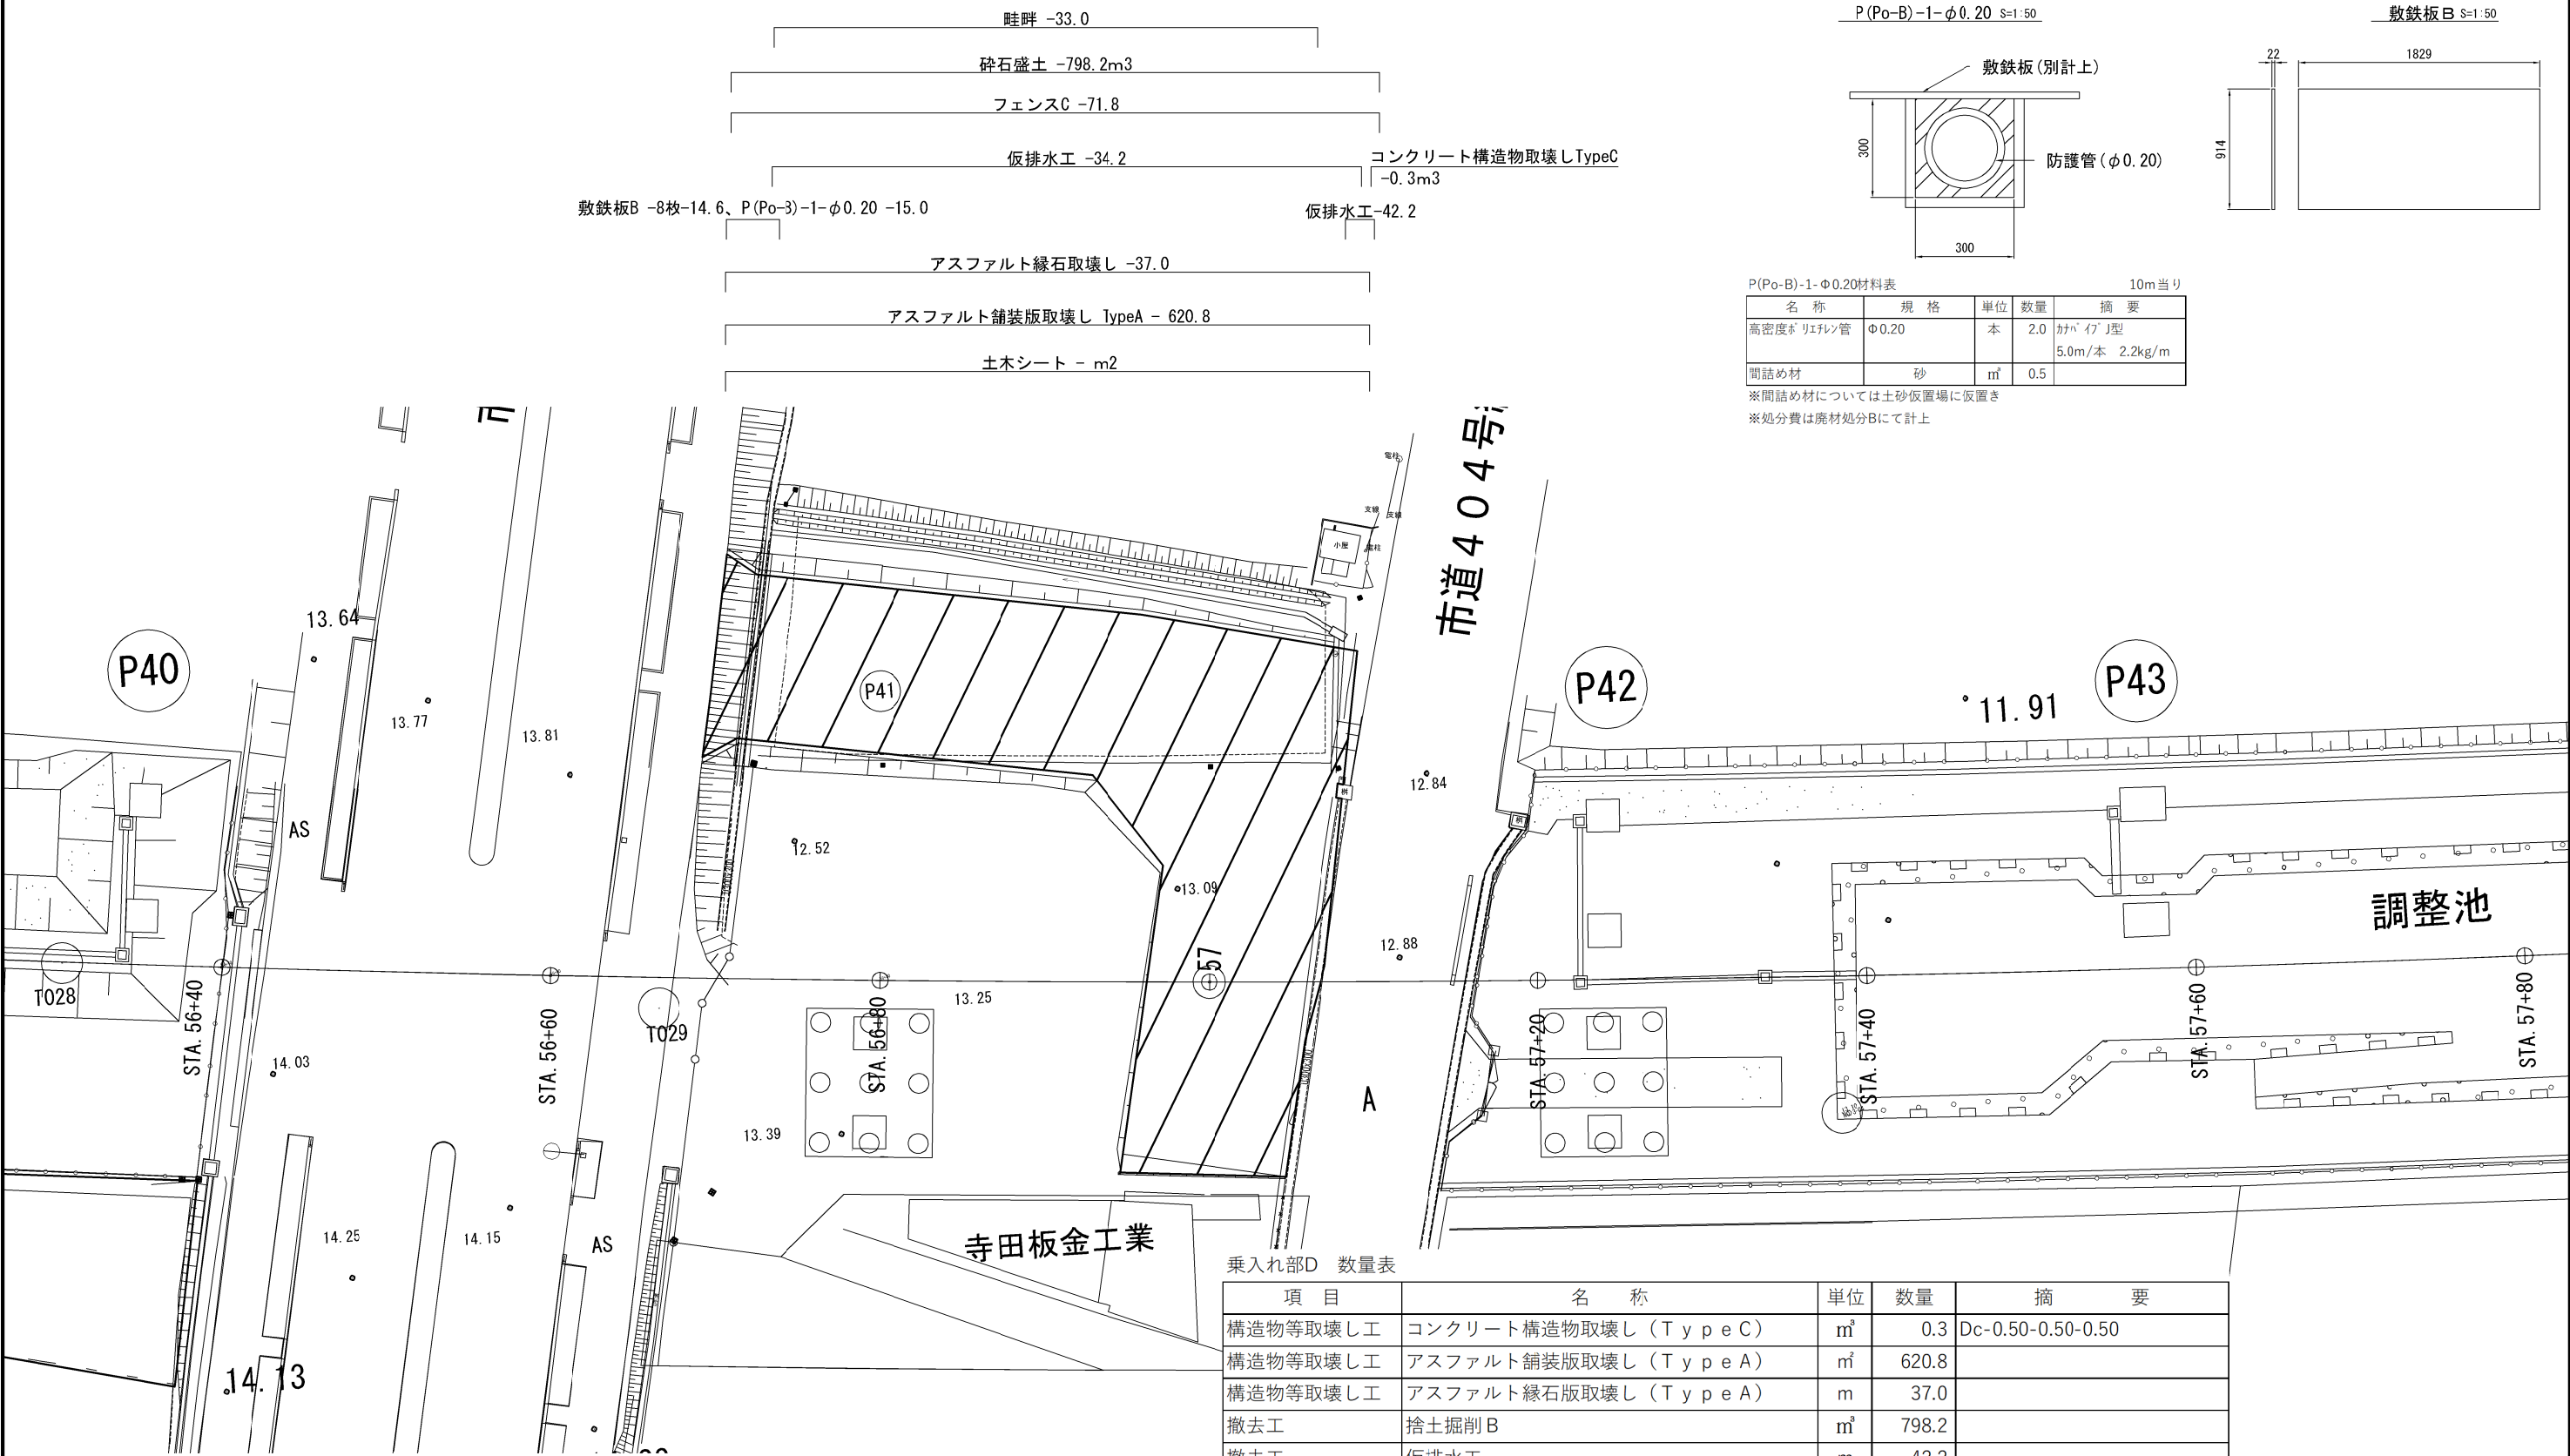 畦畔 -33.0
砕石盛土 -798.2m3
フェンスC -71.8
仮排水工 -34.2
コンクリート構造物取壊しTypeC
-0.3m3
敷鉄板B -8枚-14.6、P(Po-B)-1-φ0.20 -15.0
仮排水工-42.2
アスファルト縁石取壊し -37.0
アスファルト舗装版取壊し TypeA - 620.8
土木シート - m2
P(Po-B)-1-φ0.20 S=1:50
敷鉄板(別計上)
300
防護管(φ0.20)
300
敷鉄板B S=1:50
22
1829
914
P(Po-B)-1-Φ0.20材料表 10m当り
名 称 規 格 単位 数量 摘 要
高密度ﾎﾟﾘｴﾁﾚﾝ管 Φ0.20 本 2.0 ｶﾅﾊﾟｲﾌﾟJ型
5.0m/本 2.2kg/m
間詰め材 砂 ㎥ 0.5
※間詰め材については土砂仮置場に仮置き
※処分費は廃材処分Bにて計上
市道404号
電柱
支線
支線
小屋
電柱
13.64
P40
13.77
13.81
P41
P42
P43
11.91
12.84
AS
12.52
13.09
調整池
12.88
57
T028
STA.56+40
STA.56+60
T029
STA.56+80
13.25
STA.57+20
STA.57+40
STA.57+60
STA.57+80
14.03
A
13.39
14.25
14.15
AS
寺田板金工業
14.13
乗入れ部D 数量表
項 目 名 称 単位 数量 摘 要
構造物等取壊し工 コンクリート構造物取壊し（ＴｙｐｅＣ） ㎥ 0.3 Dc-0.50-0.50-0.50
構造物等取壊し工 アスファルト舗装版取壊し（ＴｙｐｅＡ） ㎡ 620.8
構造物等取壊し工 アスファルト縁石版取壊し（ＴｙｐｅＡ） m 37.0
撤去工 捨土掘削Ｂ ㎥ 798.2